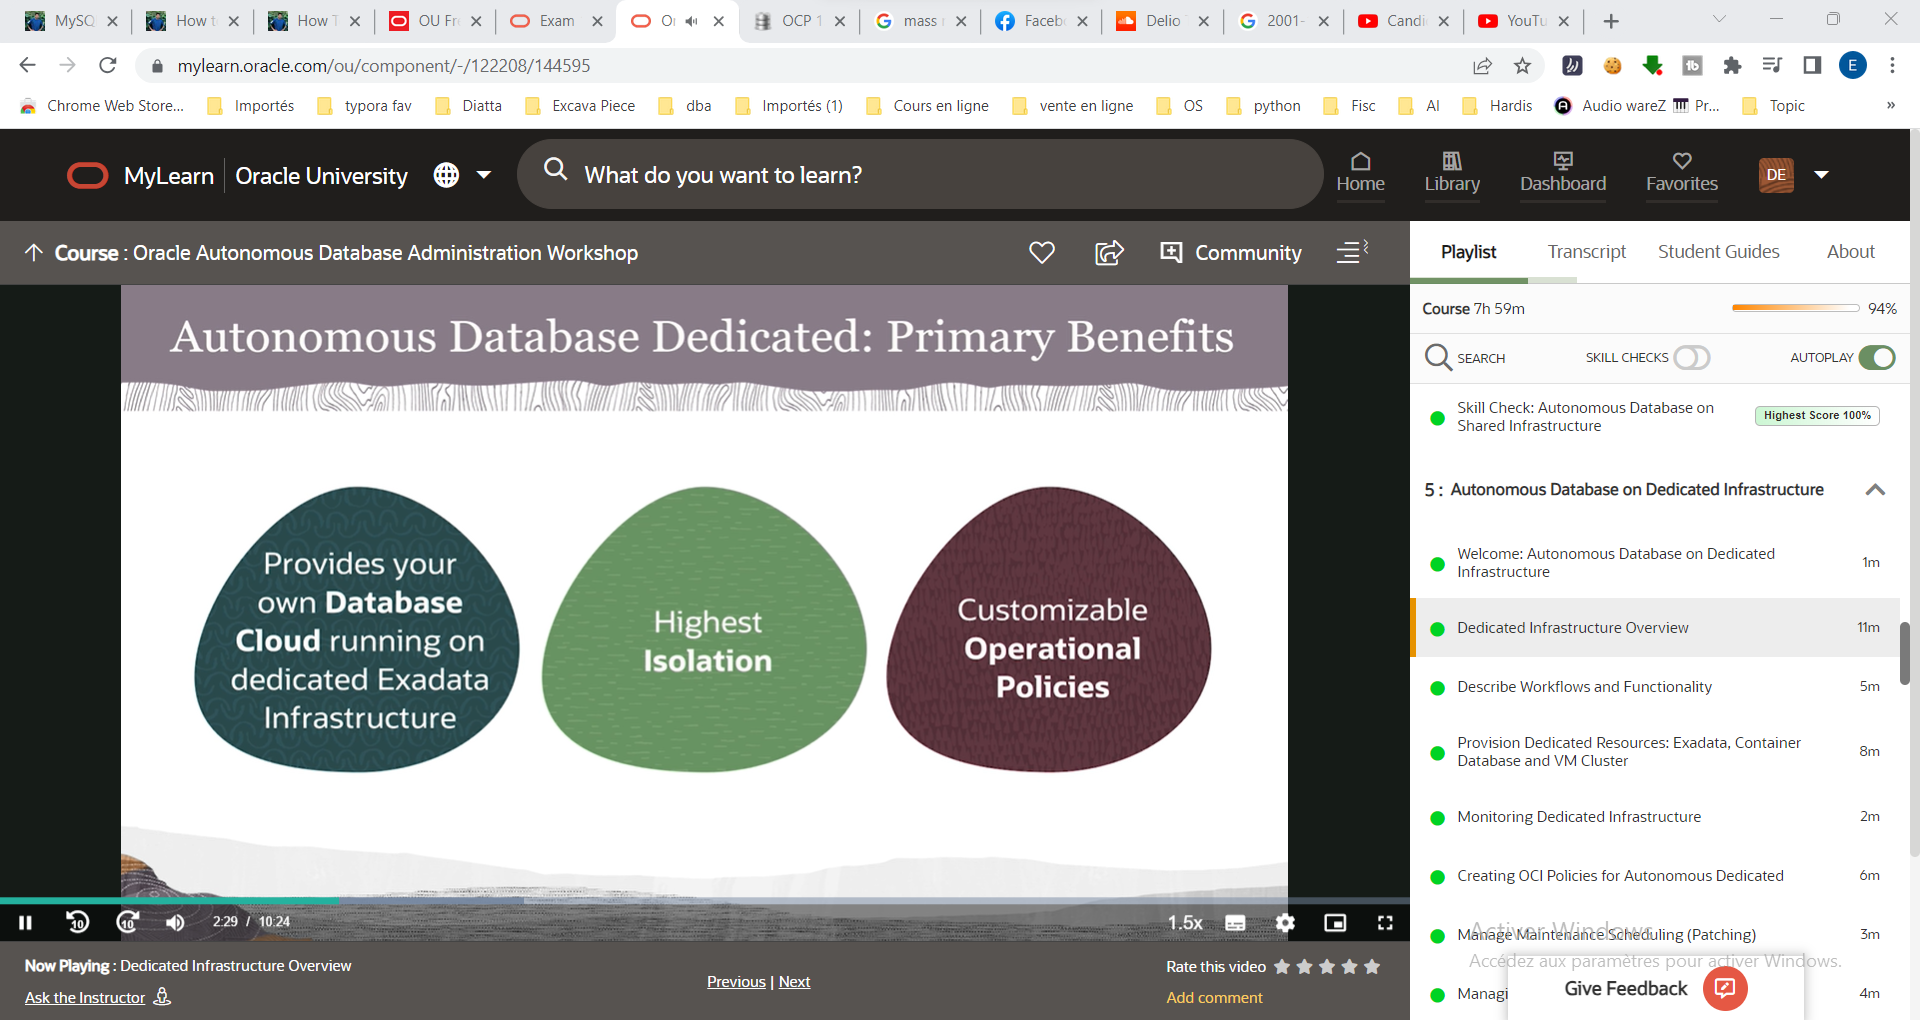 MySQ
How t
How T
OU Fre
Exam
Or
OCP 1
mass
Faceb
Delio
2001-
Candi
YouTu
mylearn.oracle.com/ou/component/-/122208/144595
E
Chrome Web Store...
Importés
typora fav
Diatta
Excava Piece
dba
Importés (1)
Cours en ligne
vente en ligne
OS
python
Fisc
AI
Hardis
Audio wareZ
Pr...
Topic
»
MyLearn
Oracle University
What do you want to learn?
Home
Library
Dashboard
Favorites
DE
Course : Oracle Autonomous Database Administration Workshop
Community
Autonomous Database Dedicated: Primary Benefits
Provides your
own Database
Cloud running on
dedicated Exadata
Infrastructure
Highest
Isolation
Customizable
Operational
Policies
10
10
2:29 / 10:24
1.5x
Now Playing : Dedicated Infrastructure Overview
Ask the Instructor
Previous | Next
Rate this video
Add comment
Playlist
Transcript
Student Guides
About
Course 7h 59m
94%
SEARCH
SKILL CHECKS
AUTOPLAY
Skill Check: Autonomous Database on
Shared Infrastructure
Highest Score 100%
5 : Autonomous Database on Dedicated Infrastructure
Welcome: Autonomous Database on Dedicated
Infrastructure
1m
Dedicated Infrastructure Overview
11m
Describe Workflows and Functionality
5m
Provision Dedicated Resources: Exadata, Container
Database and VM Cluster
8m
Monitoring Dedicated Infrastructure
2m
Creating OCI Policies for Autonomous Dedicated
6m
Activer Windows
Manage Maintenance Scheduling (Patching)
3m
Accédez aux paramètres pour activer Windows.
Managi
4m
Give Feedback